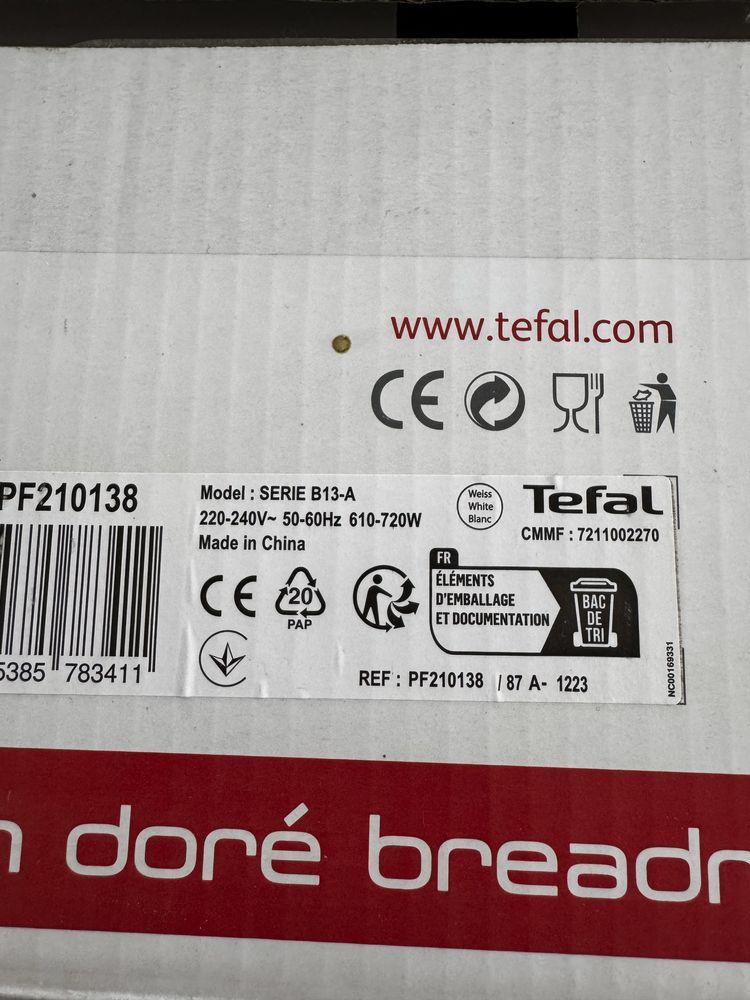 www.tefal.com
CE
PF210138
Model : SERIE B13-A
220-240V~ 50-60Hz 610-720W
Made in China
Weiss
White
Blanc
Tefal
CMMF : 7211002270
CE
20
PAP
FR
ÉLÉMENTS
D'EMBALLAGE
ET DOCUMENTATION
BAC
DE
TRI
5385 783411
REF : PF210138 / 87 A- 1223
NC00169331
doré breadr